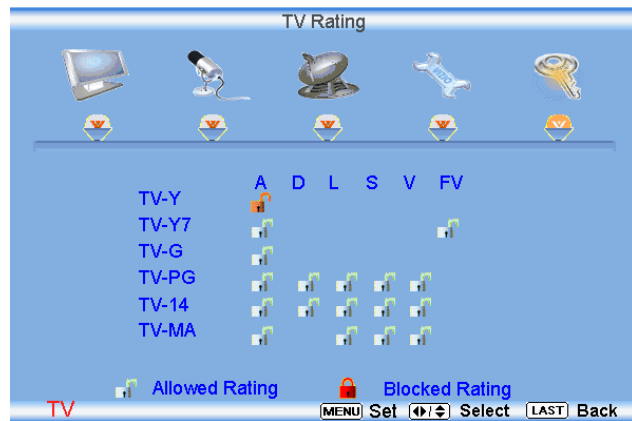 TV Rating
A D L S V FV
TV-Y
TV-Y7
TV-G
TV-PG
TV-14
TV-MA
Allowed Rating Blocked Rating
TV MENU Set Select LAST Back